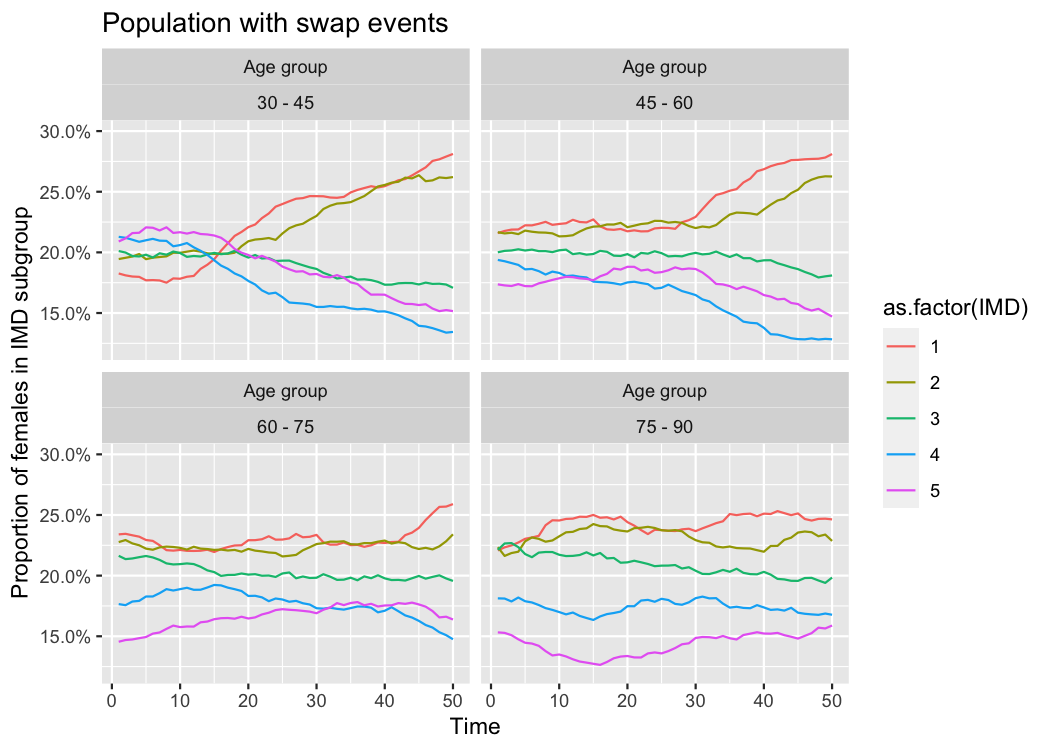 Population with swap events
Age group
30 - 45
Age group
45 - 60
30.0%
25.0%
20.0%
15.0%
Age group
60 - 75
Age group
75 - 90
30.0%
25.0%
20.0%
15.0%
0 10 20 30 40 50
0 10 20 30 40 50
Time
Proportion of females in IMD subgroup
as.factor(IMD)
1
2
3
4
5